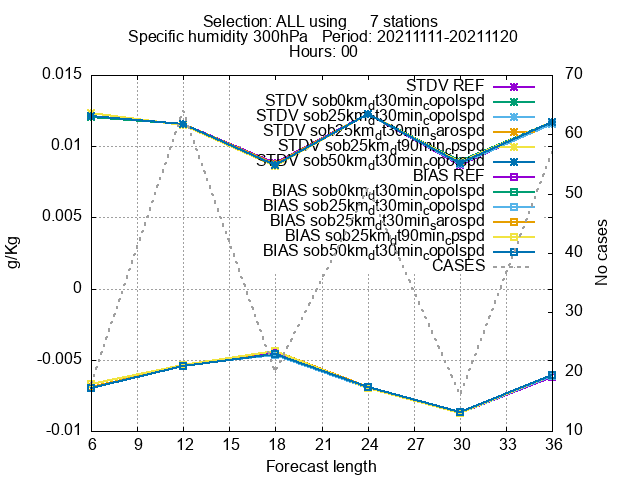 Selection: ALL using 7 stations
Specific humidity 300hPa Period: 20211111-20211120
Hours: 00
0.015
0.01
0.005
0
-0.005
-0.01
g/Kg
70
60
50
40
30
20
10
No cases
STDV REF
STDV sob0km_dt30min_copolspd
STDV sob25km_dt30min_copolspd
STDV sob25km_dt30min_sarospd
STDV sob25km_dt90min_cpspd
STDV sob50km_dt30min_copolspd
BIAS REF
BIAS sob0km_dt30min_copolspd
BIAS sob25km_dt30min_copolspd
BIAS sob25km_dt30min_sarospd
BIAS sob25km_dt90min_cpspd
BIAS sob50km_dt30min_copolspd
CASES
6 9 12 15 18 21 24 27 30 33 36
Forecast length